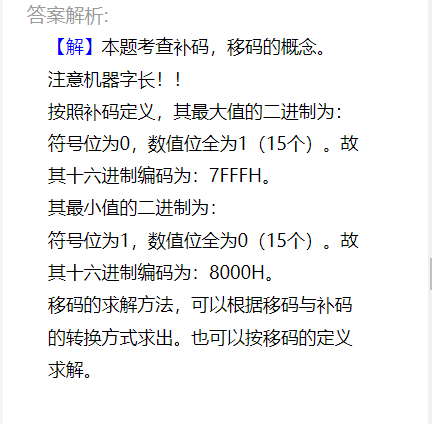 答案解析:
【解】本题考查补码，移码的概念。
注意机器字长！！
按照补码定义，其最大值的二进制为：
符号位为0，数值位全为1（15个）。故
其十六进制编码为：7FFFH。
其最小值的二进制为：
符号位为1，数值位全为0（15个）。故
其十六进制编码为：8000H。
移码的求解方法，可以根据移码与补码
的转换方式求出。也可以按移码的定义
求解。